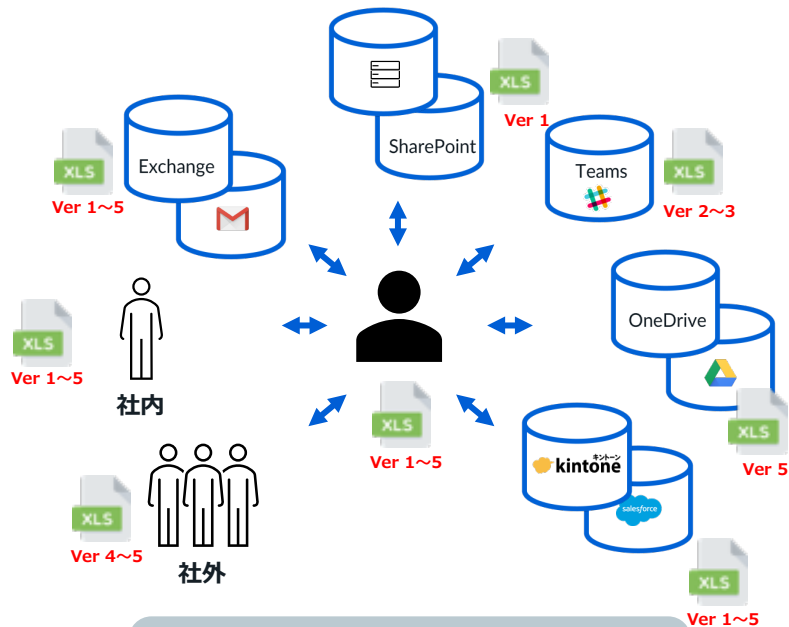 XLS
Ver 1
SharePoint
Exchange
XLS
Ver 1～5
Teams
XLS
Ver 2～3
OneDrive
XLS
Ver 5
XLS
Ver 1～5
社内
XLS
Ver 1～5
キントーン
kintone
salesforce
XLS
Ver 4～5
社外
XLS
Ver 1～5